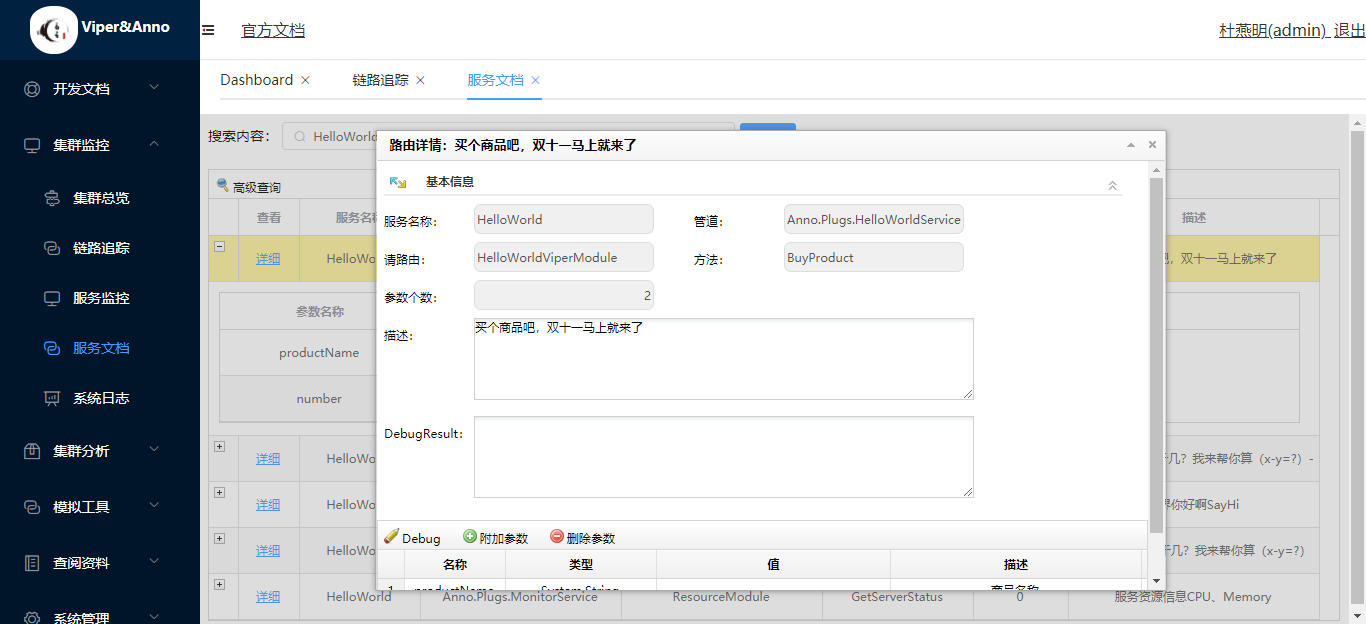 Viper&Anno
官方文档
杜燕明(admin) 退出
开发文档
集群监控
集群总览
链路追踪
服务监控
服务文档
系统日志
集群分析
模拟工具
查阅资料
系统管理
Dashboard × 链路追踪 × 服务文档 ×
搜索内容： HelloWorld
高级查询
查看 服务名称 描述
详细 HelloWo 吧，双十一马上就来了
参数名称
productName
number
详细 HelloWo 几？我来帮你算（x-y=?）-
详细 HelloWo 界你好啊SayHi
详细 HelloWo 几？我来帮你算（x-y=?）
详细 HelloWorld Anno.Plugs.MonitorService ResourceModule GetServerStatus 0 服务资源信息CPU、Memory
路由详情：买个商品吧，双十一马上就来了
基本信息
服务名称： HelloWorld 管道： Anno.Plugs.HelloWorldService
请路由： HelloWorldViperModule 方法： BuyProduct
参数个数： 2
描述： 买个商品吧，双十一马上就来了
DebugResult：
Debug 附加参数 删除参数
名称 类型 值 描述
1 productName System.String 商品名称